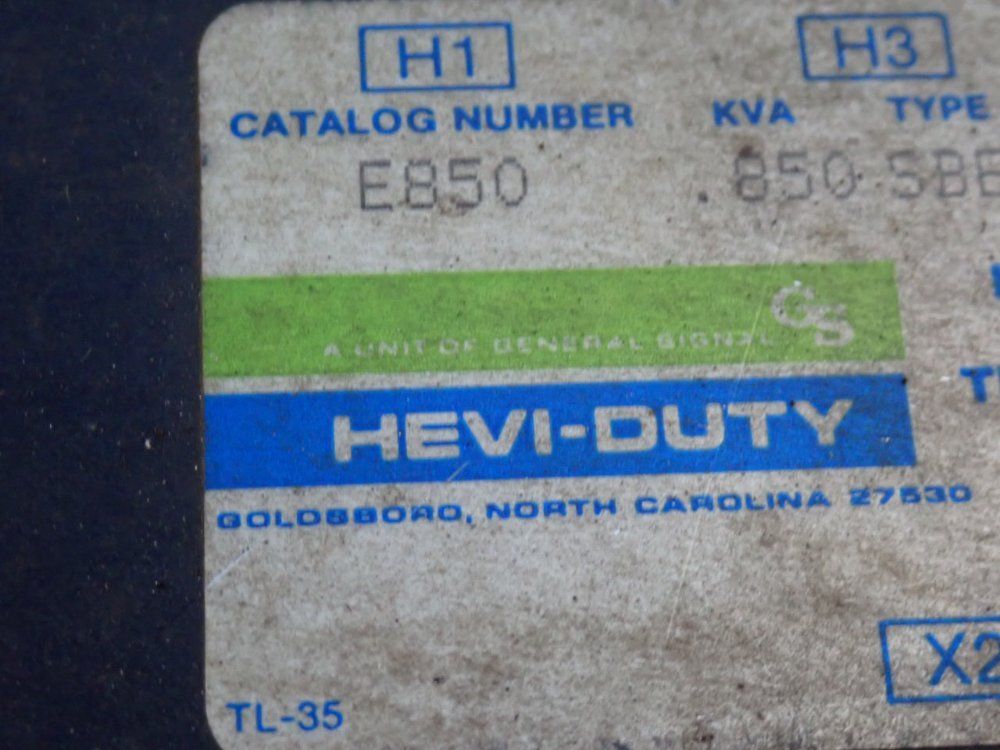 H1 H3
CATALOG NUMBER KVA TYPE
E850 .850 SBE
GS
A UNIT OF GENERAL SIGNAL
HEVI-DUTY
GOLDSBORO, NORTH CAROLINA 27530
X2
TL-35